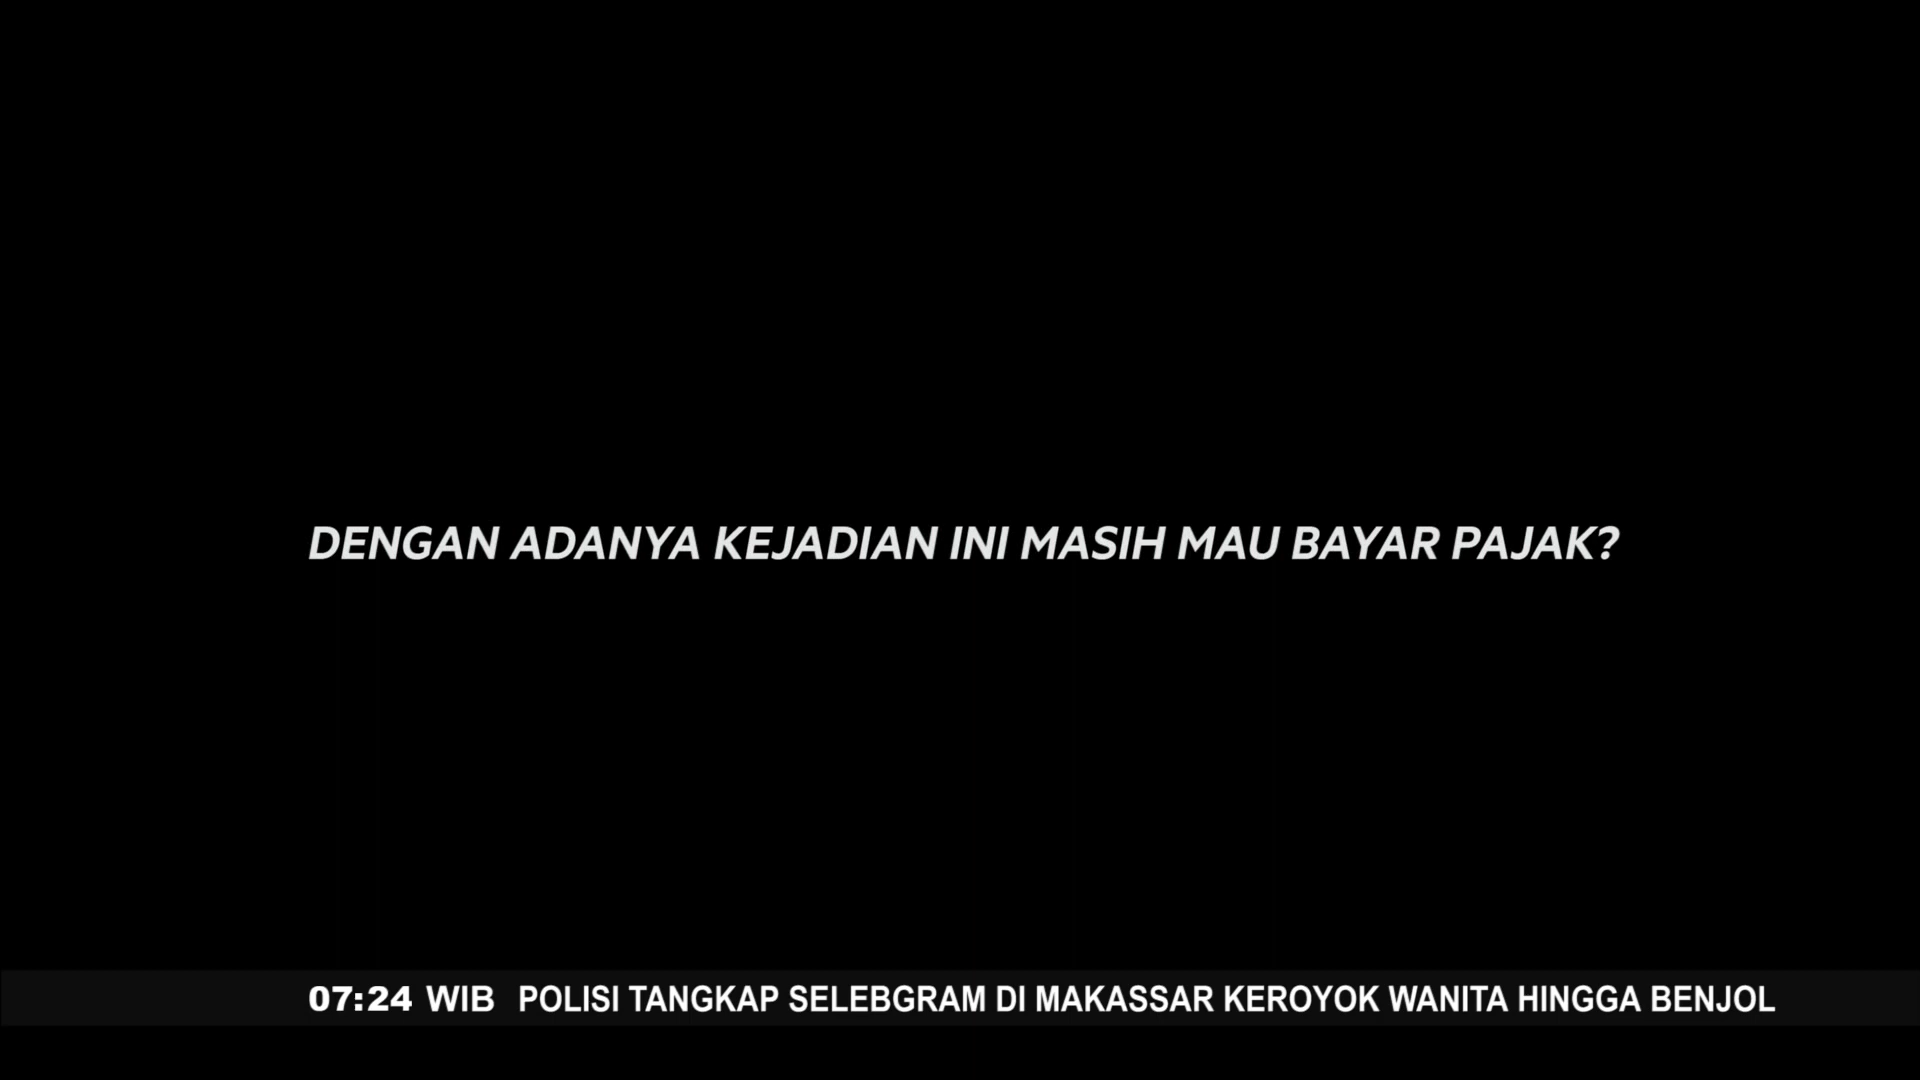 DENGAN ADANYA KEJADIAN INI MASIH MAU BAYAR PAJAK?
07:24 WIB POLISI TANGKAP SELEBGRAM DI MAKASSAR KEROYOK WANITA HINGGA BENJOL